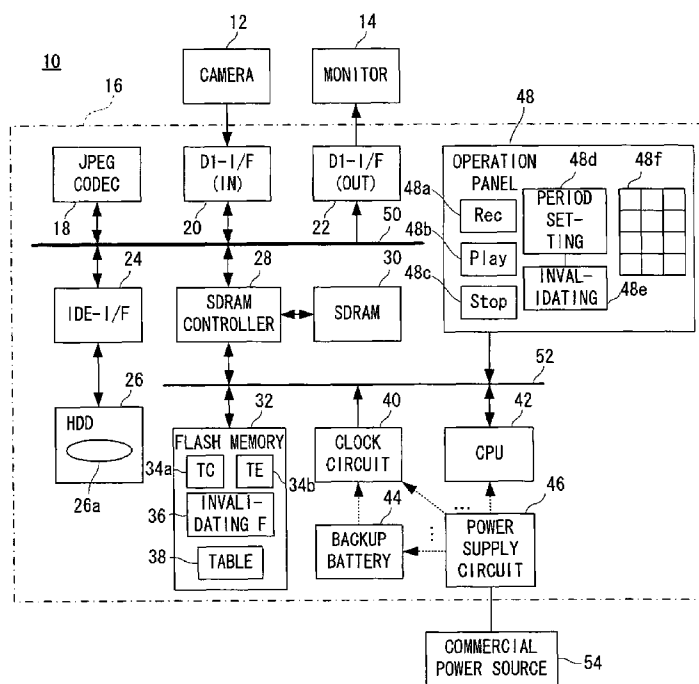 10
12
CAMERA
14
MONITOR
16
JPEG
CODEC
18
D1-I/F
(IN)
20
D1-I/F
(OUT)
22
50
48
OPERATION
PANEL
48a
Rec
48b
Play
48c
Stop
48d
PERIOD
SET-
TING
INVAL-
IDATING
48e
48f
24
IDE-I/F
28
SDRAM
CONTROLLER
30
SDRAM
52
26
HDD
26a
32
FLASH MEMORY
34a
TC
TE
34b
36
INVALI-
DATING F
38
TABLE
40
CLOCK
CIRCUIT
42
CPU
44
BACKUP
BATTERY
46
POWER
SUPPLY
CIRCUIT
COMMERCIAL
POWER SOURCE
54